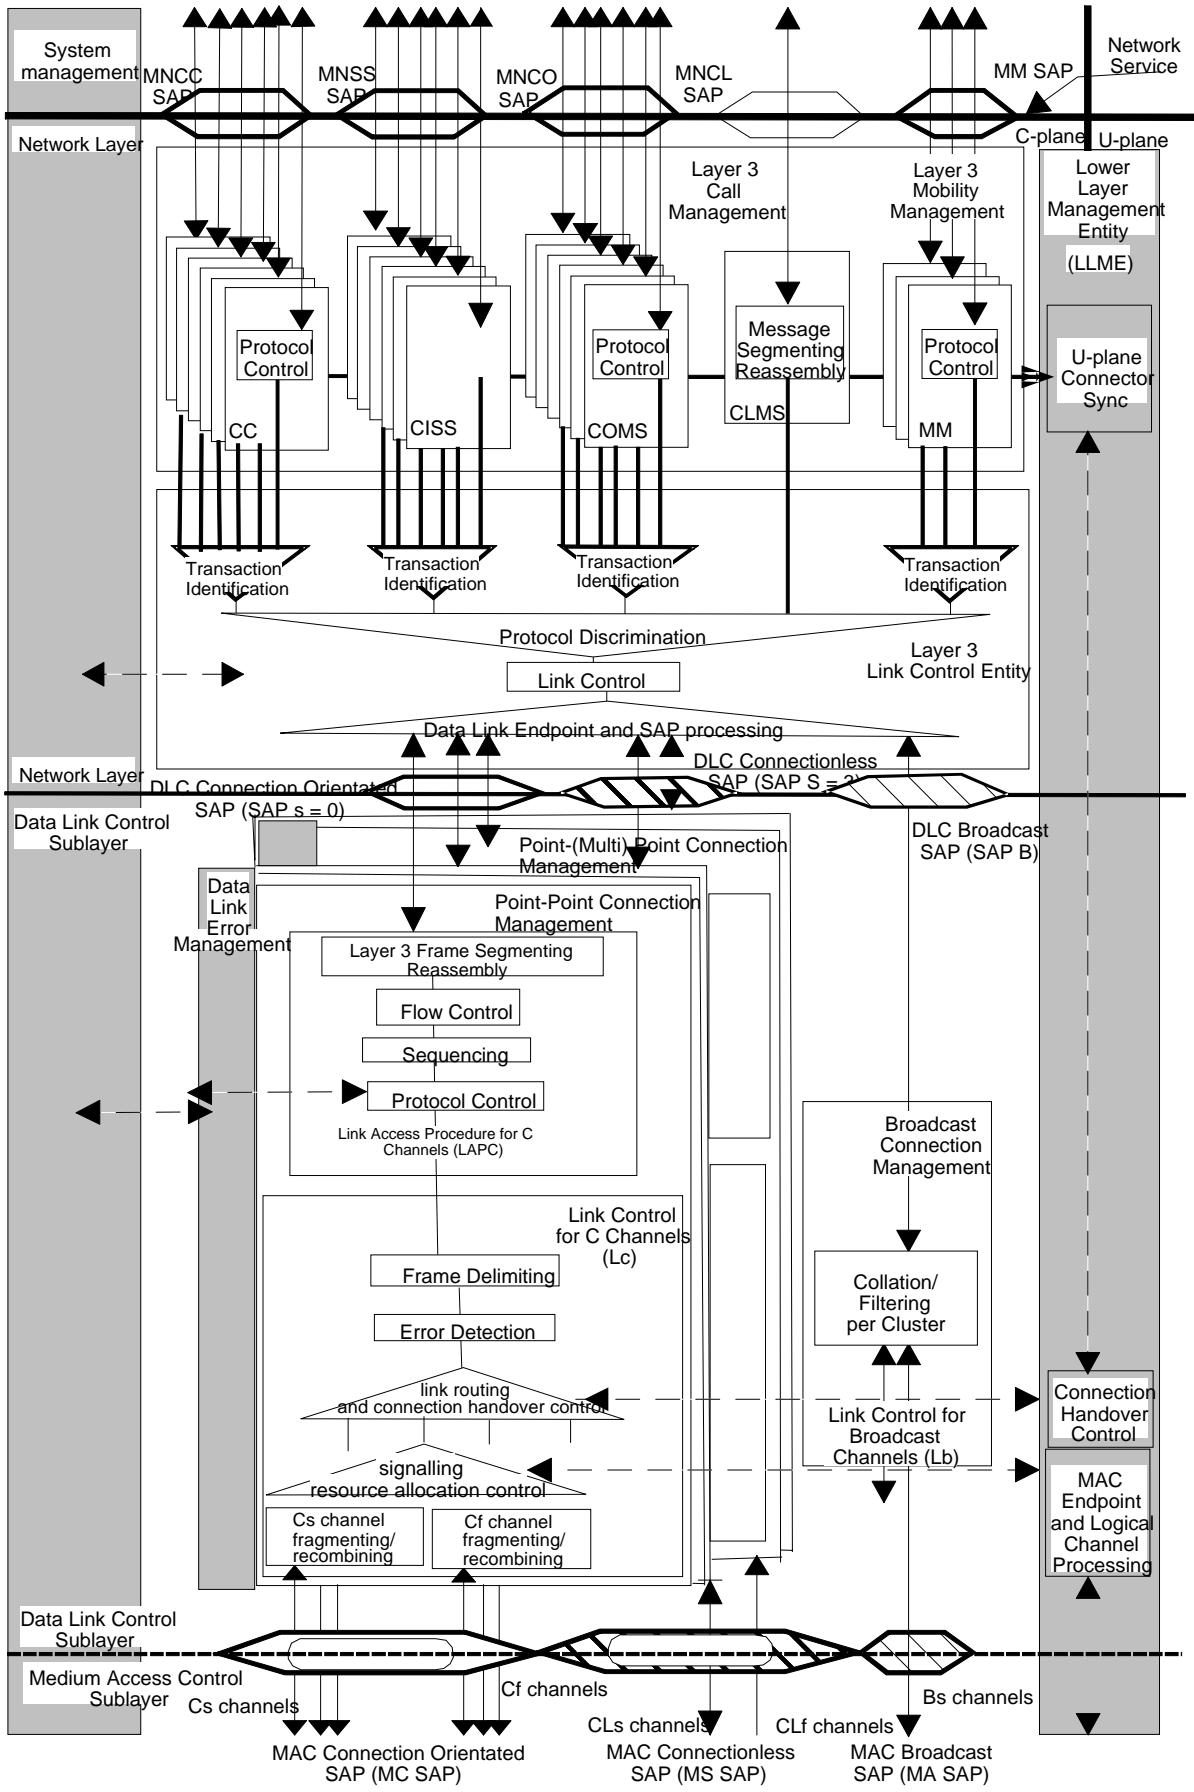 System
management
MNCC
SAP
MNSS
SAP
MNCO
SAP
MNCL
SAP
MM SAP
Network
Service
Network Layer
C-plane
U-plane
Layer 3
Call
Management
Layer 3
Mobility
Management
Lower
Layer
Management
Entity
(LLME)
Protocol
Control
CC
CISS
Protocol
Control
COMS
Message
Segmenting
Reassembly
CLMS
Protocol
Control
MM
U-plane
Connector
Sync
Transaction
Identification
Transaction
Identification
Transaction
Identification
Transaction
Identification
Protocol Discrimination
Layer 3
Link Control Entity
Link Control
Data Link Endpoint and SAP processing
Network Layer
DLC Connection Orientated
SAP (SAP s = 0)
DLC Connectionless
SAP (SAP S = 3)
Data Link Control
Sublayer
DLC Broadcast
SAP (SAP B)
Point-(Multi) Point Connection
Management
Data
Link
Error
Management
Point-Point Connection
Management
Layer 3 Frame Segmenting
Reassembly
Flow Control
Sequencing
Protocol Control
Link Access Procedure for C
Channels (LAPC)
Broadcast
Connection
Management
Link Control
for C Channels
(Lc)
Frame Delimiting
Error Detection
Collation/
Filtering
per Cluster
link routing
and connection handover control
Link Control for
Broadcast
Channels (Lb)
Connection
Handover
Control
signalling
resource allocation control
MAC
Endpoint
and Logical
Channel
Processing
Cs channel
fragmenting/
recombining
Cf channel
fragmenting/
recombining
Data Link Control
Sublayer
Medium Access Control
Sublayer
Cs channels
Cf channels
CLs channels
CLf channels
Bs channels
MAC Connection Orientated
SAP (MC SAP)
MAC Connectionless
SAP (MS SAP)
MAC Broadcast
SAP (MA SAP)